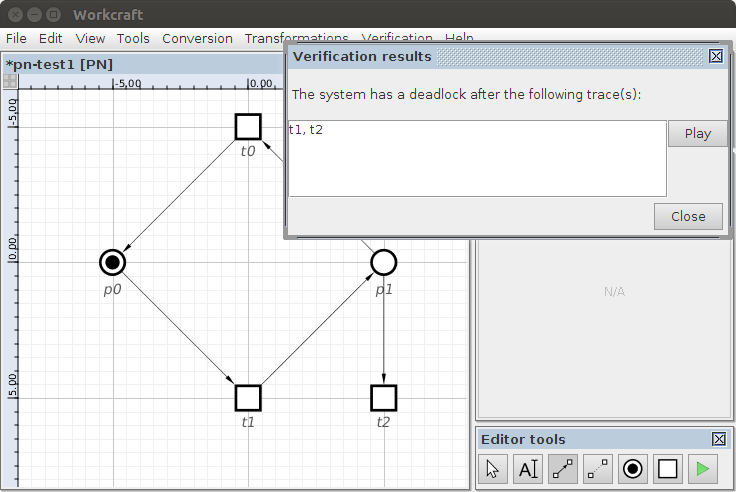 Workcraft
File Edit View Tools Conversion Transformations Verification Help
*pn-test1 [PN]
Verification results
-5,00 0.00
The system has a deadlock after the following trace(s):
-5,00
t1, t2
Play
t0
Close
0.00
p0
p1
N/A
5.00
t1
t2
Editor tools
A